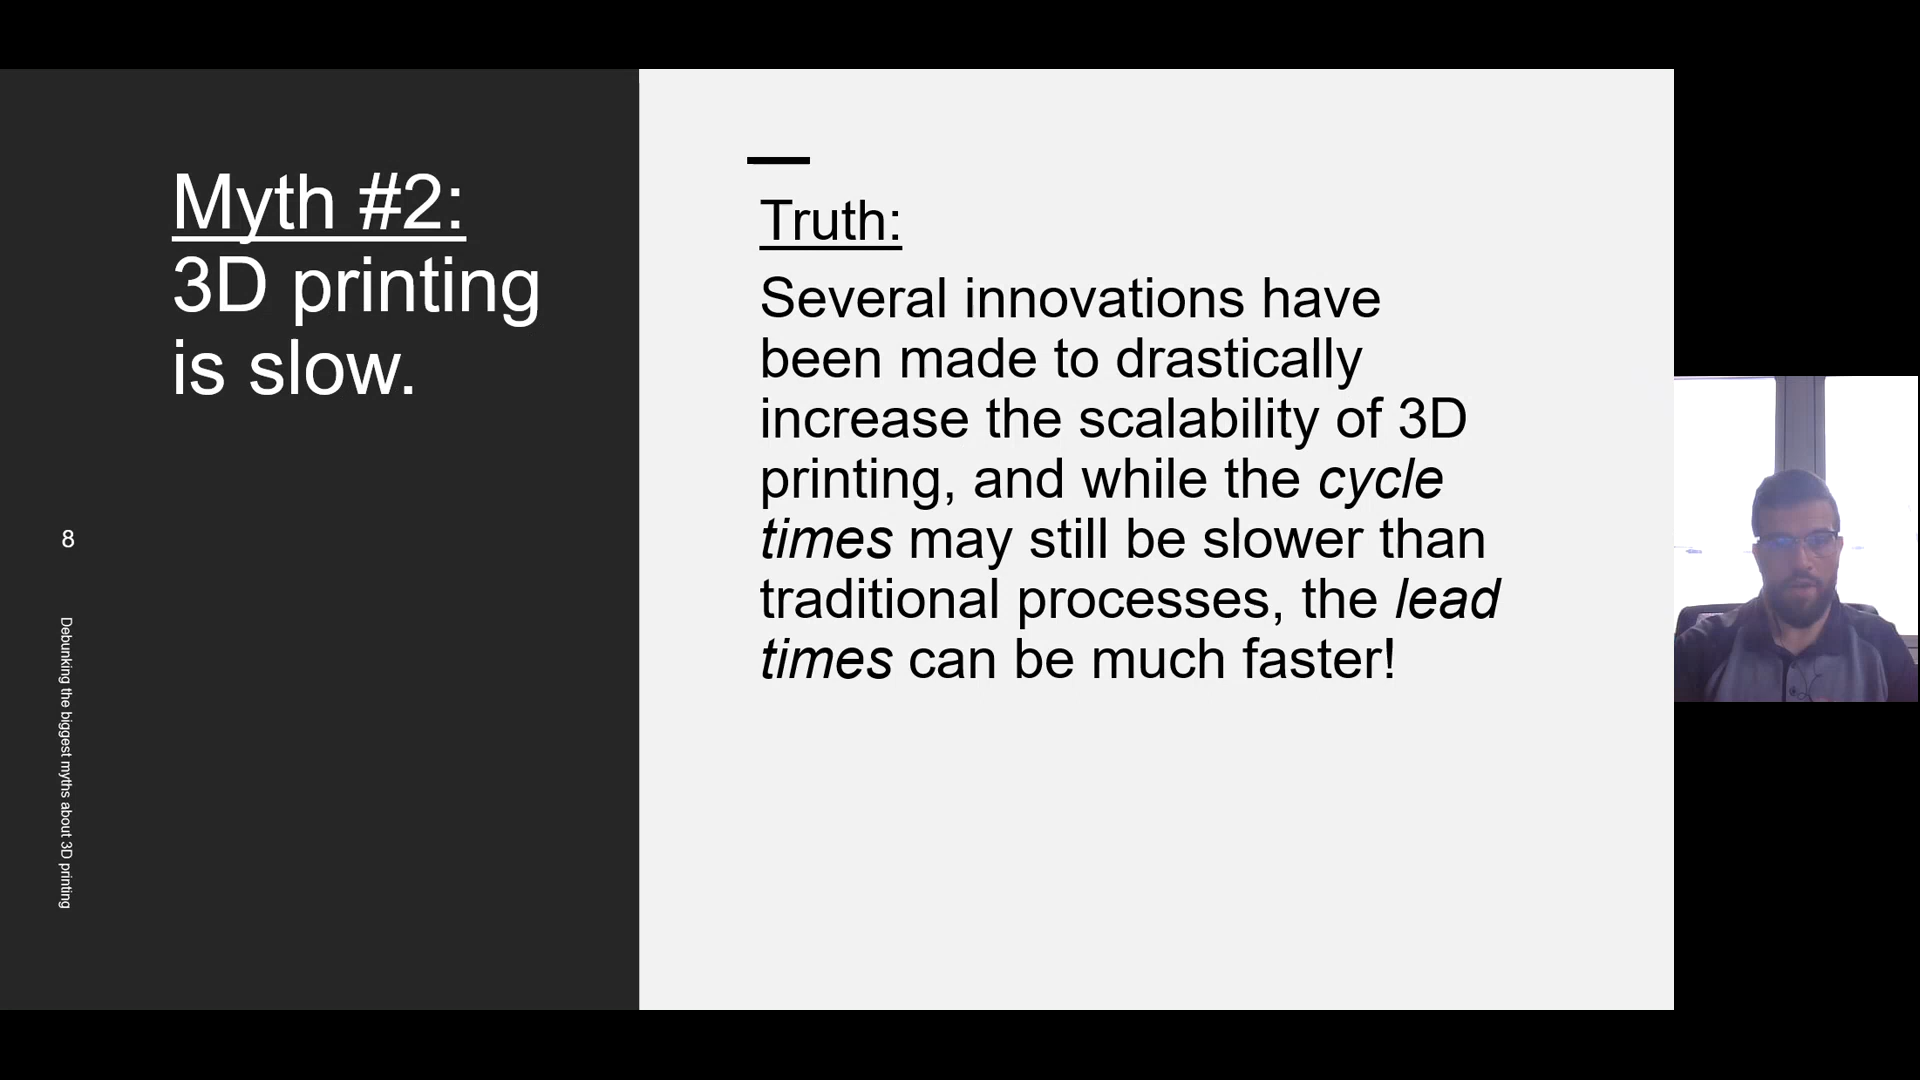 Myth #2:
3D printing
is slow.
8
Debunking the biggest myths about 3D printing
Truth:
Several innovations have
been made to drastically
increase the scalability of 3D
printing, and while the cycle
times may still be slower than
traditional processes, the lead
times can be much faster!